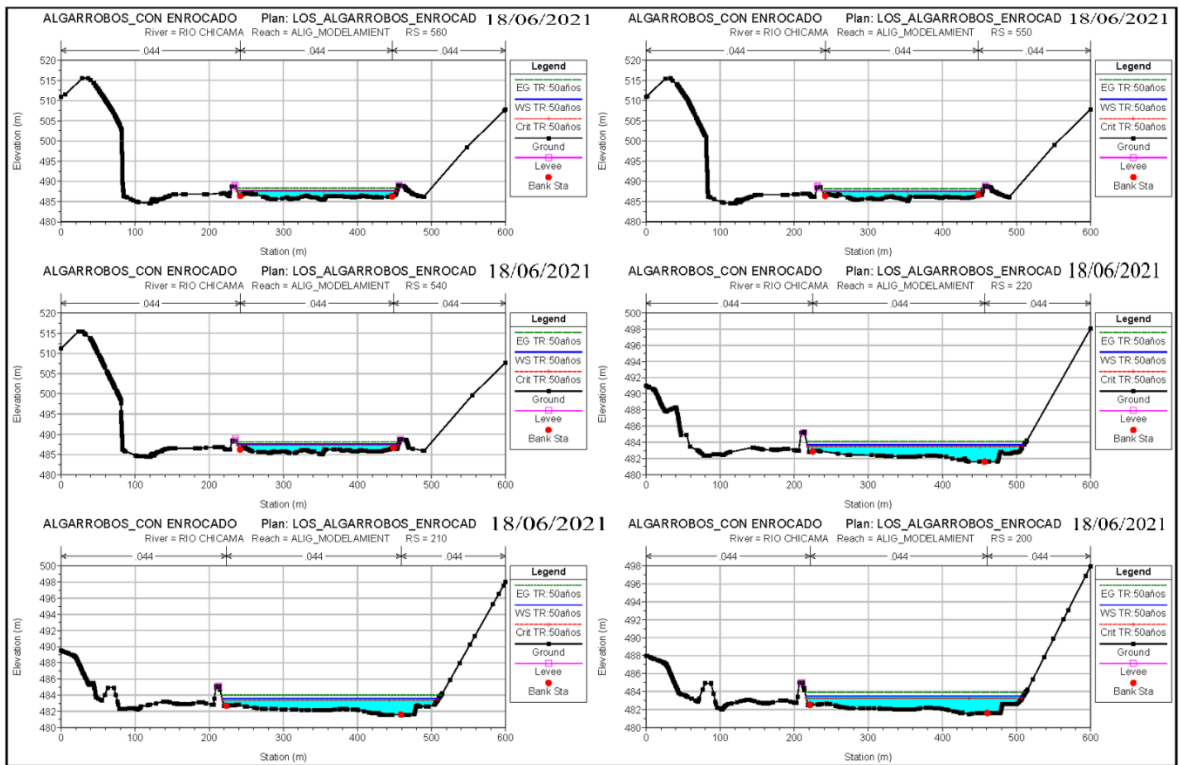 ALGARROBOS_CON ENROCADO Plan: LOS_ALGARROBOS_ENROCAD 18/06/2021
River = RIO CHICAMA Reach = ALIG_MODELAMIENT RS = 560
.044 .044 .044
Legend
EG TR:50años
WS TR:50años
Crit TR:50años
Ground
Levee
Bank Sta
Elevation (m)
520
515
510
505
500
495
490
485
480
0 100 200 300 400 500 600
Station (m)
ALGARROBOS_CON ENROCADO Plan: LOS_ALGARROBOS_ENROCAD 18/06/2021
River = RIO CHICAMA Reach = ALIG_MODELAMIENT RS = 550
.044 .044 .044
Legend
EG TR:50años
WS TR:50años
Crit TR:50años
Ground
Levee
Bank Sta
Elevation (m)
520
515
510
505
500
495
490
485
480
0 100 200 300 400 500 600
Station (m)
ALGARROBOS_CON ENROCADO Plan: LOS_ALGARROBOS_ENROCAD 18/06/2021
River = RIO CHICAMA Reach = ALIG_MODELAMIENT RS = 540
.044 .044 .044
Legend
EG TR:50años
WS TR:50años
Crit TR:50años
Ground
Levee
Bank Sta
Elevation (m)
520
515
510
505
500
495
490
485
480
0 100 200 300 400 500 600
Station (m)
ALGARROBOS_CON ENROCADO Plan: LOS_ALGARROBOS_ENROCAD 18/06/2021
River = RIO CHICAMA Reach = ALIG_MODELAMIENT RS = 220
.044 .044 .044
Legend
EG TR:50años
WS TR:50años
Crit TR:50años
Ground
Levee
Bank Sta
Elevation (m)
500
498
496
494
492
490
488
486
484
482
480
0 100 200 300 400 500 600
Station (m)
ALGARROBOS_CON ENROCADO Plan: LOS_ALGARROBOS_ENROCAD 18/06/2021
River = RIO CHICAMA Reach = ALIG_MODELAMIENT RS = 210
.044 .044 .044
Legend
EG TR:50años
WS TR:50años
Crit TR:50años
Ground
Levee
Bank Sta
Elevation (m)
500
498
496
494
492
490
488
486
484
482
480
0 100 200 300 400 500 600
Station (m)
ALGARROBOS_CON ENROCADO Plan: LOS_ALGARROBOS_ENROCAD 18/06/2021
River = RIO CHICAMA Reach = ALIG_MODELAMIENT RS = 200
.044 .044 .044
Legend
EG TR:50años
WS TR:50años
Crit TR:50años
Ground
Levee
Bank Sta
Elevation (m)
498
496
494
492
490
488
486
484
482
480
0 100 200 300 400 500 600
Station (m)